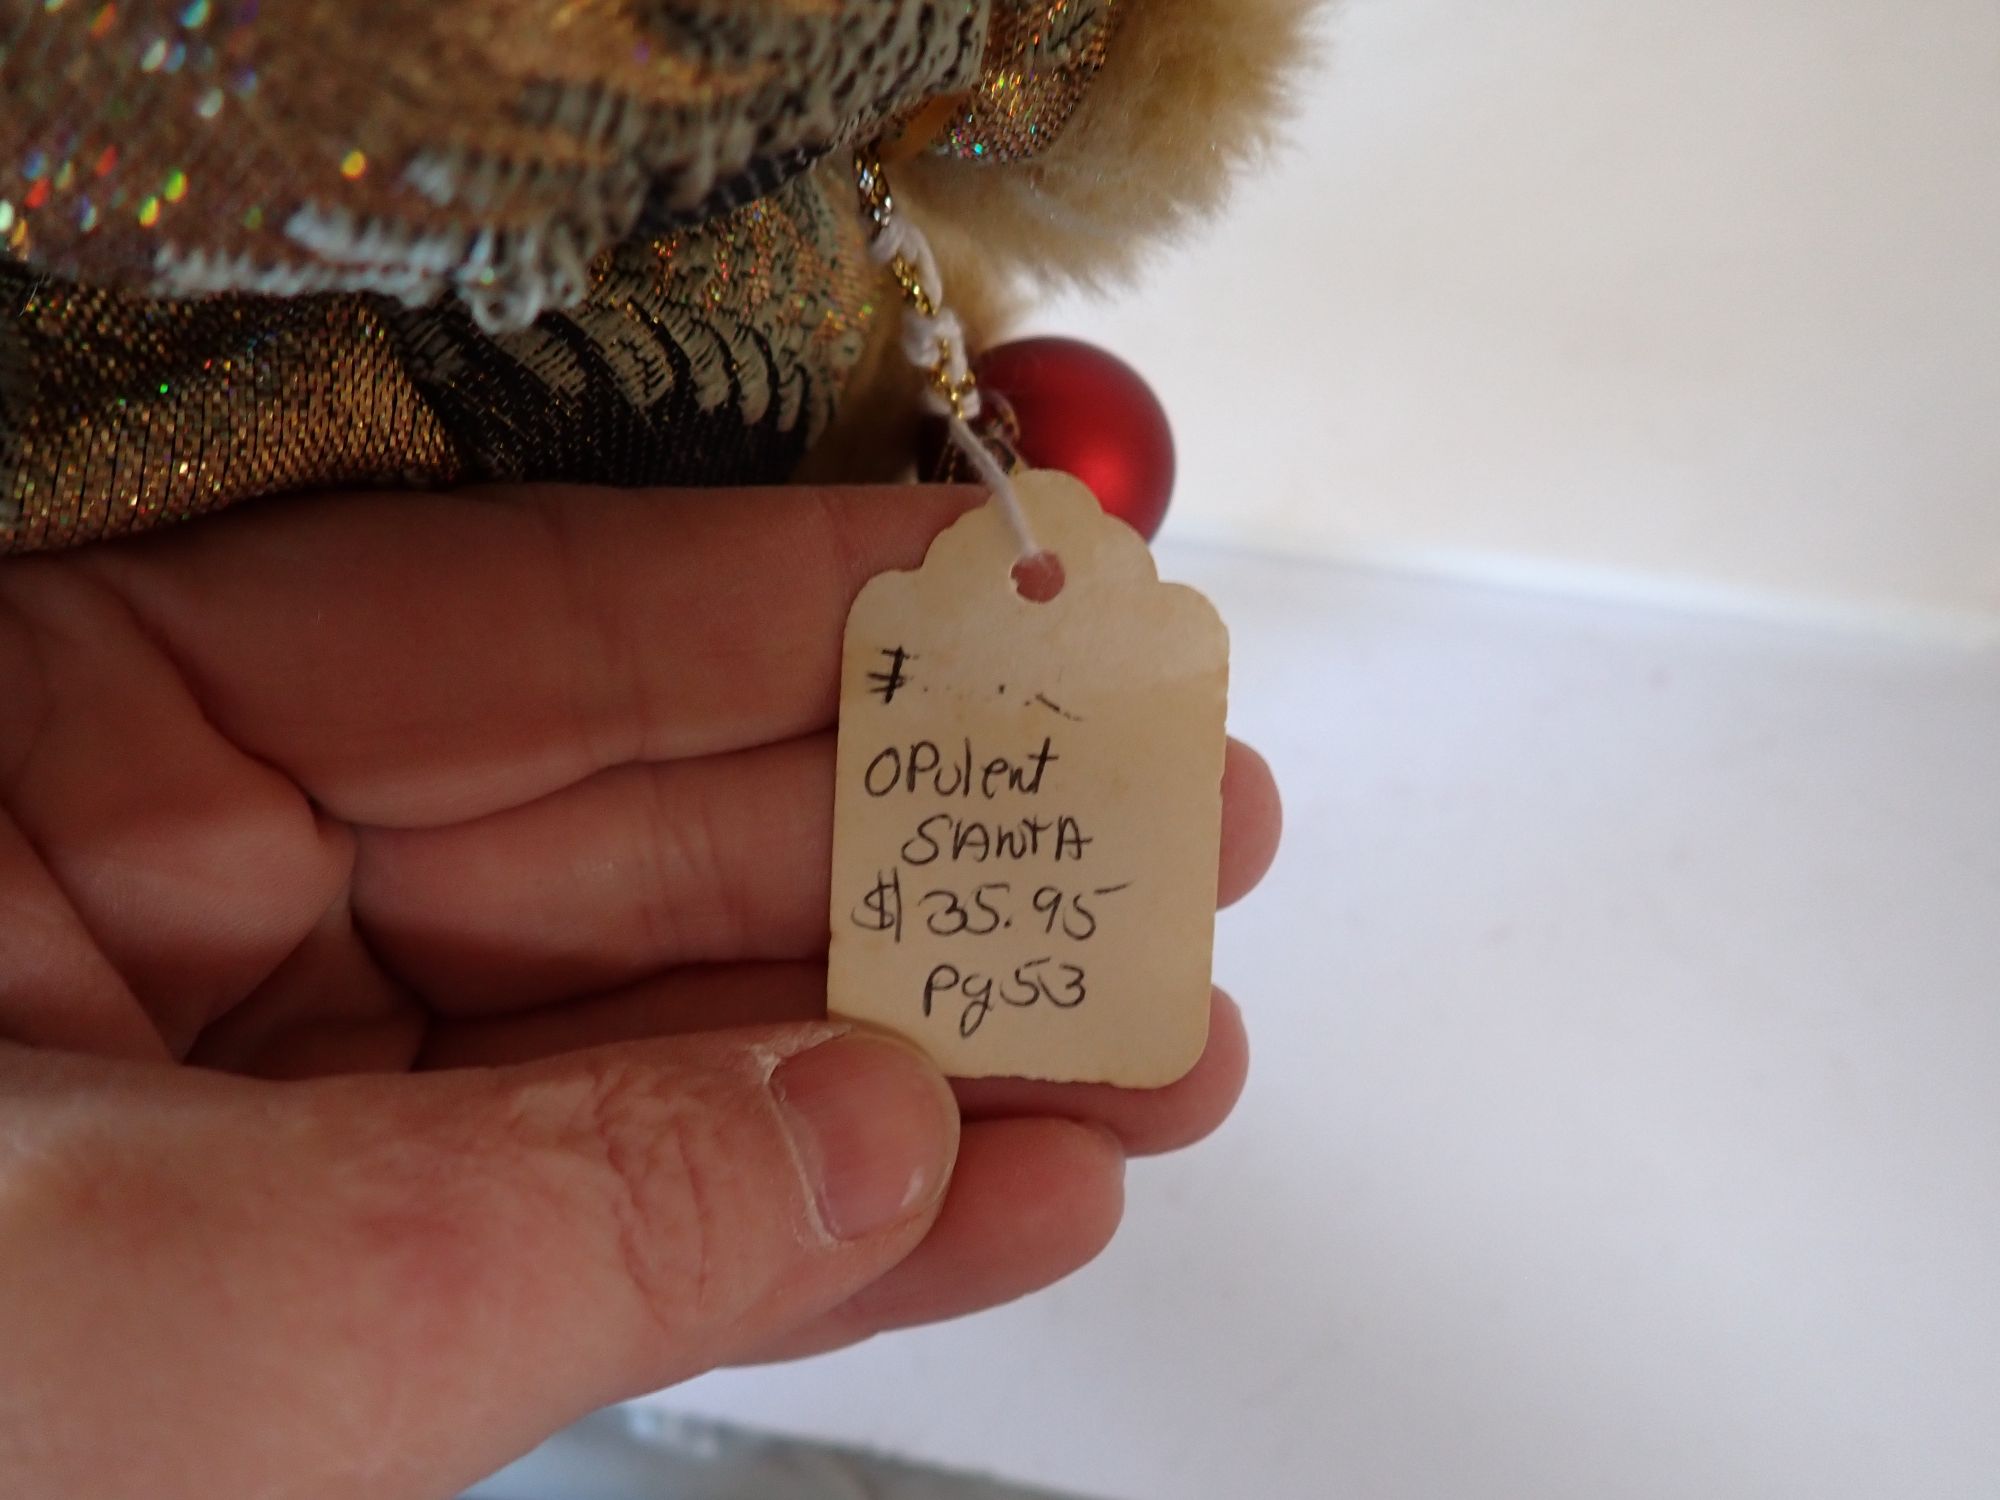 #
OPulent
SANTA
$35.95
Pg53